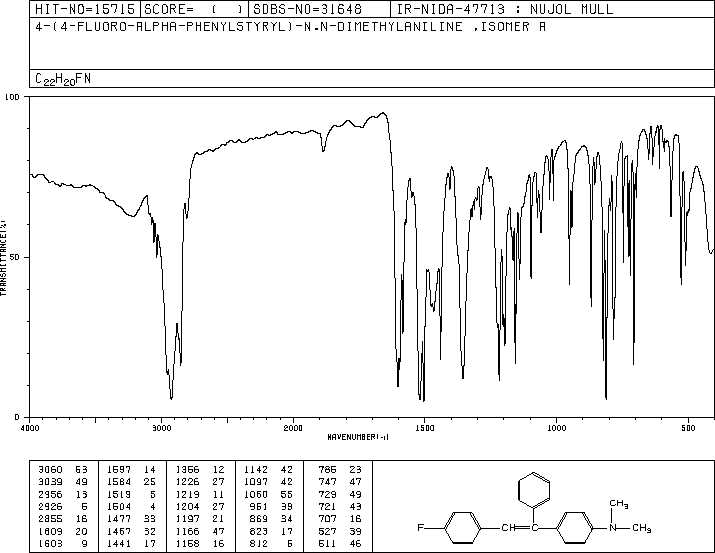 HIT-NO=15715 SCORE= ( ) SDBS-NO=31648 IR-NIDA-47713 : NUJOL MULL
4-(4-FLUORO-ALPHA-PHENYLSTYRYL)-N,N-DIMETHYLANILINE ,ISOMER A
C22H20FN
100
50
0
TRANSMITTANCE(%)
4000 3000 2000 1500 1000 500
WAVENUMBER(-1)
3060 63 1597 14 1366 12 1142 42 786 23
3039 49 1584 25 1226 27 1097 42 747 47
2956 13 1519 5 1219 11 1060 55 729 49
2926 6 1504 4 1204 27 951 39 721 43
2855 16 1477 33 1197 21 869 34 707 16
1609 20 1467 32 1166 47 823 17 527 39
1603 9 1441 17 1158 16 812 5 511 46
F
N
CH3
CH3